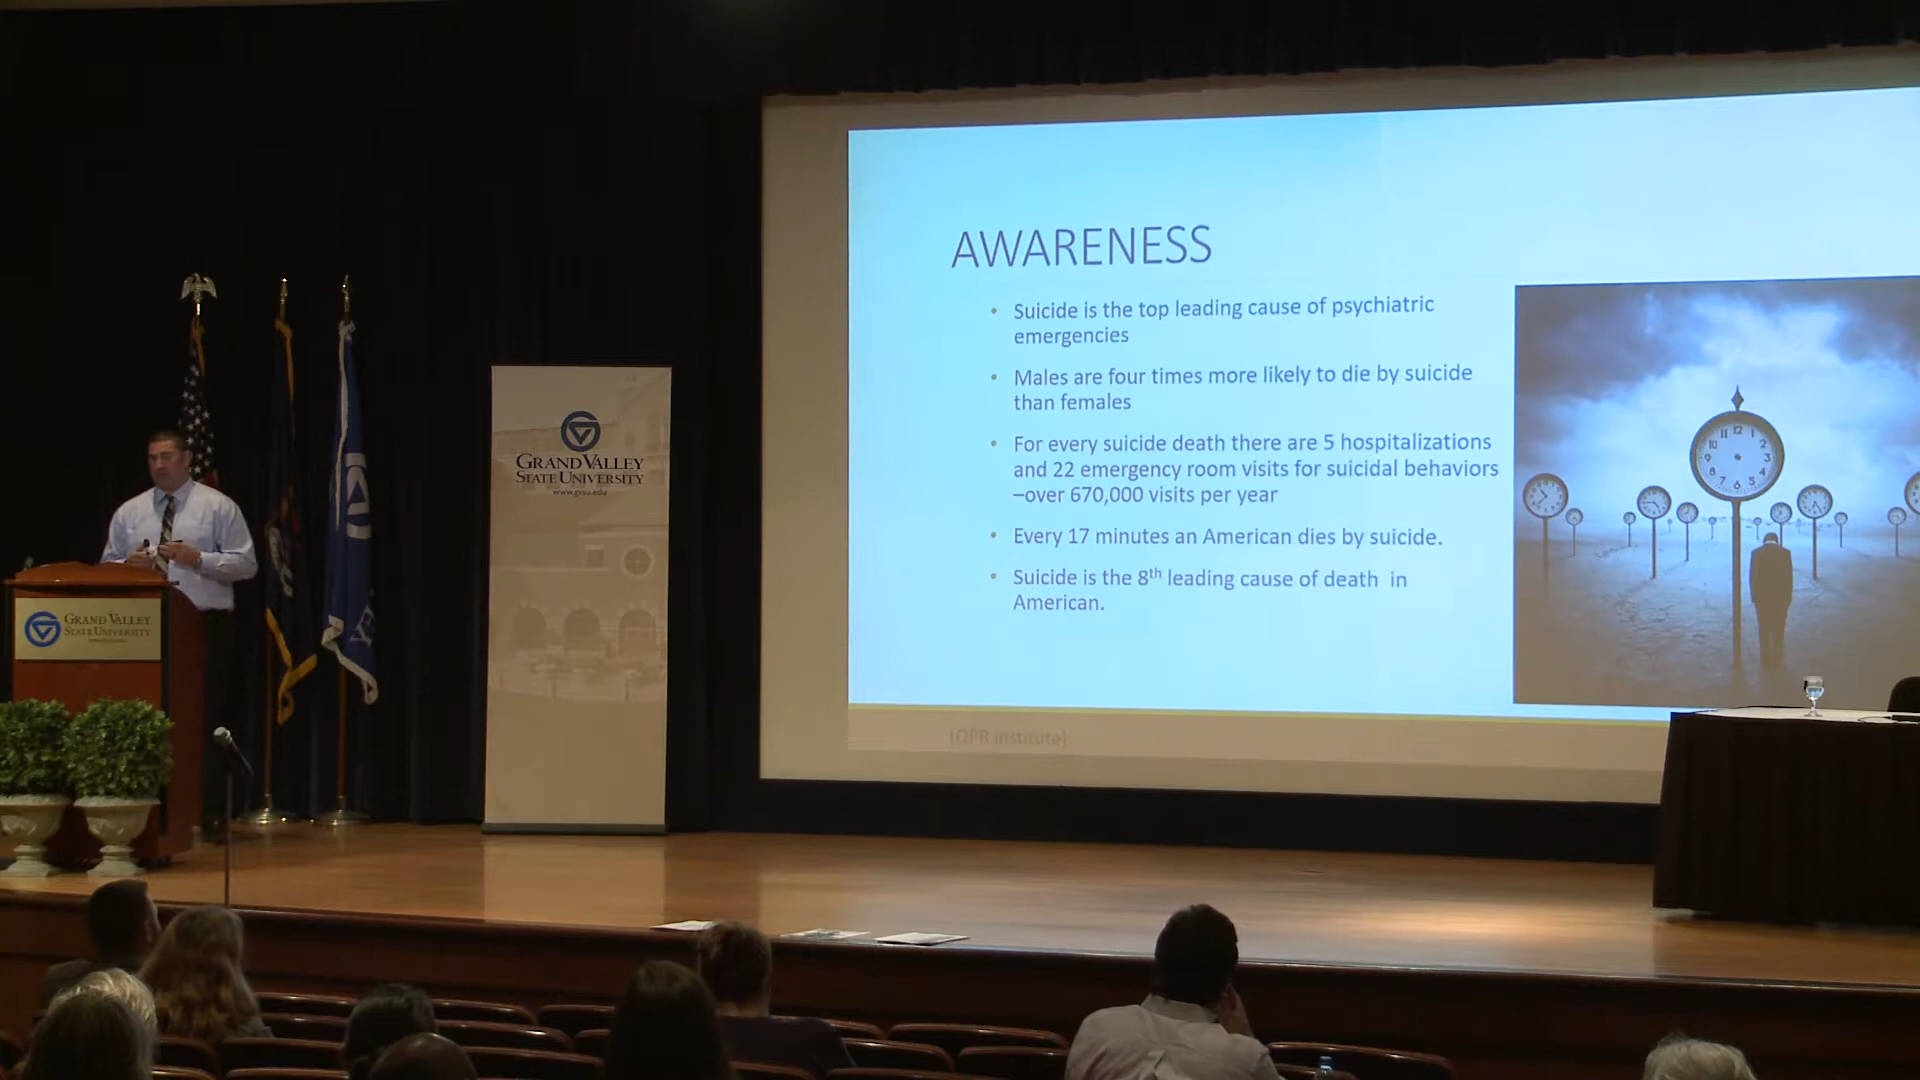 AWARENESS
• Suicide is the top leading cause of psychiatric
emergencies
• Males are four times more likely to die by suicide
than females
• For every suicide death there are 5 hospitalizations
and 22 emergency room visits for suicidal behaviors
–over 670,000 visits per year
• Every 17 minutes an American dies by suicide.
• Suicide is the 8th leading cause of death in
American.
(QPR institute)
GRAND VALLEY
STATE UNIVERSITY
www.gvsu.edu
GRAND VALLEY
STATE UNIVERSITY